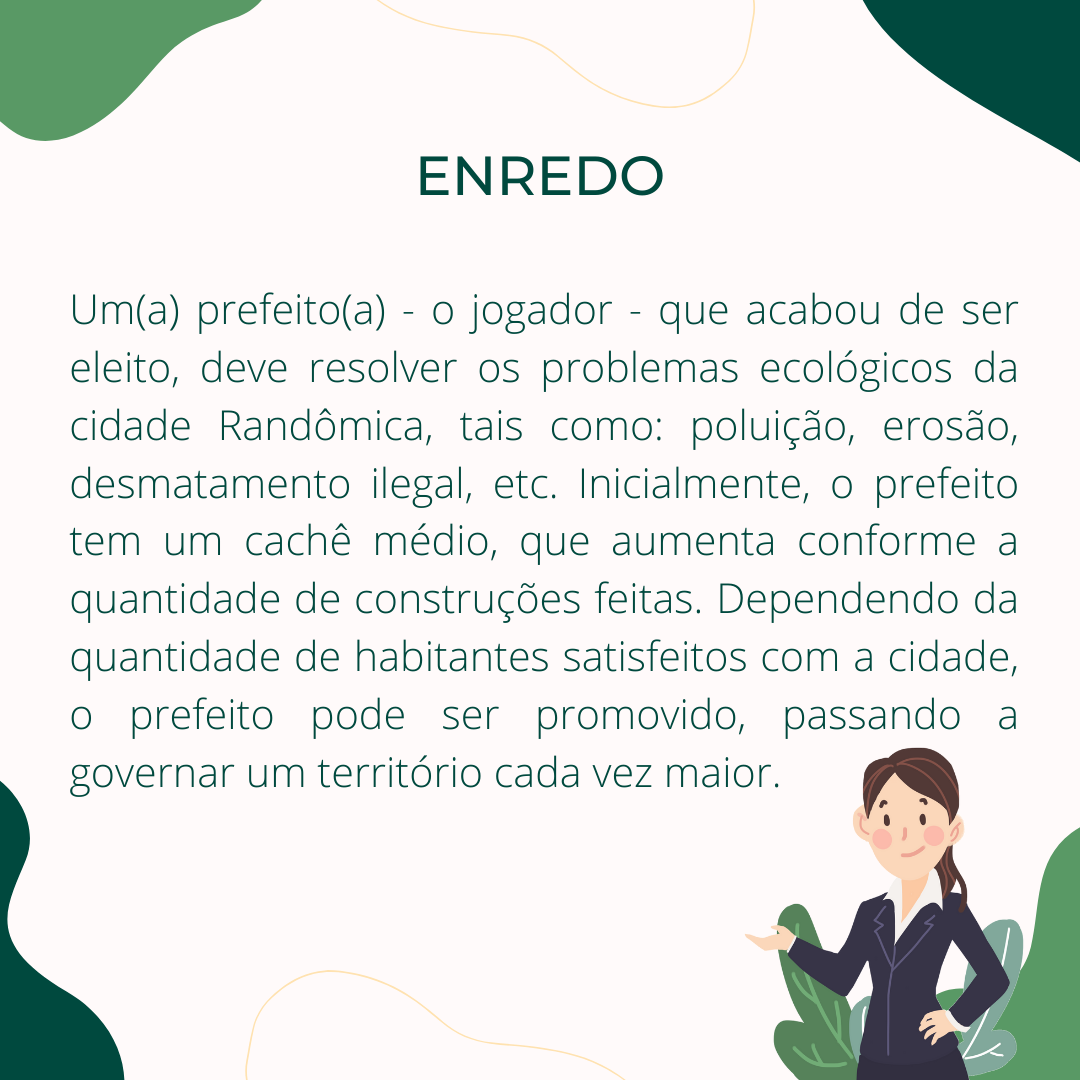 ENREDO
Um(a) prefeito(a) - o jogador - que acabou de ser
eleito, deve resolver os problemas ecológicos da
cidade Randômica, tais como: poluição, erosão,
desmatamento ilegal, etc. Inicialmente, o prefeito
tem um cachê médio, que aumenta conforme a
quantidade de construções feitas. Dependendo da
quantidade de habitantes satisfeitos com a cidade,
o prefeito pode ser promovido, passando a
governar um território cada vez maior.